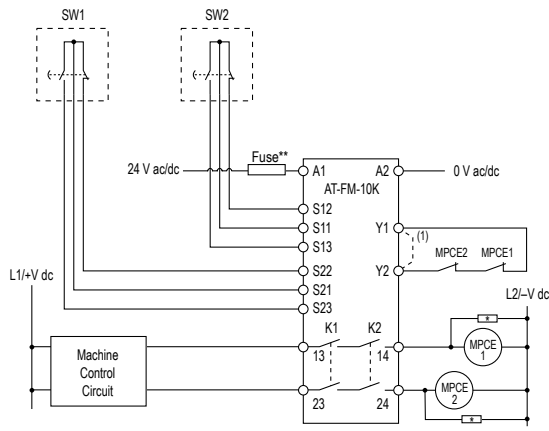 SW1
SW2
24 V ac/dc
Fuse**
A1
A2
0 V ac/dc
AT-FM-10K
S12
S11
S13
S22
S21
S23
Y1
(1)
Y2
MPCE2
MPCE1
L1/+V dc
L2/–V dc
Machine
Control
Circuit
K1
K2
13
14
23
24
*
MPCE
1
MPCE
2
*